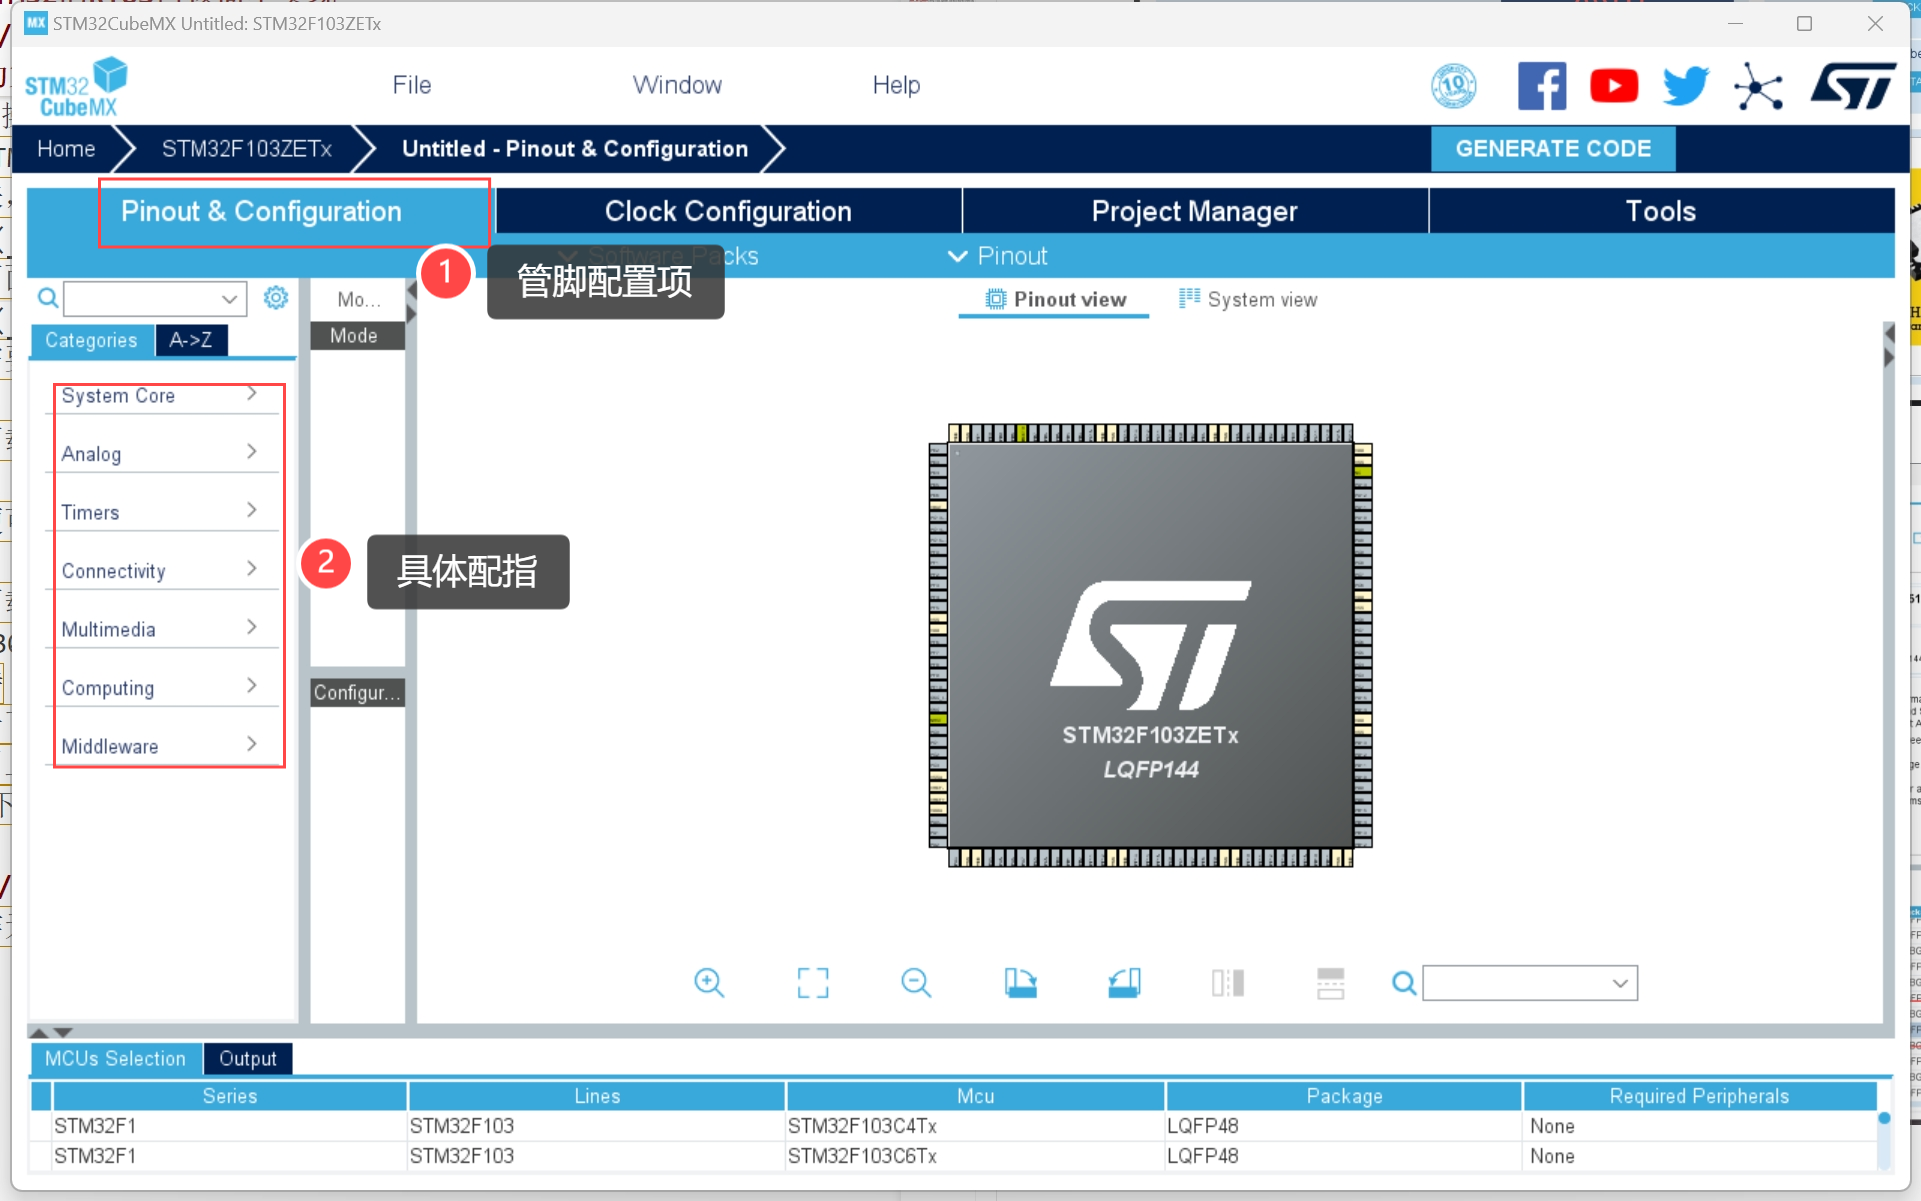 MX STM32CubeMX Untitled: STM32F103ZETx
STM32
CubeMX
File
Window
Help
10
ST
Home
STM32F103ZETx
Untitled - Pinout & Configuration
GENERATE CODE
Pinout & Configuration
Clock Configuration
Project Manager
Tools
Software Packs
Pinout
1
管脚配置项
Mo...
Pinout view
System view
Categories
A->Z
Mode
System Core
Analog
Timers
Connectivity
2
具体配指
Multimedia
Computing
Middleware
Configur...
STM32F103ZETx
LQFP144
MCUs Selection
Output
Series
Lines
Mcu
Package
Required Peripherals
STM32F1
STM32F103
STM32F103C4Tx
LQFP48
None
STM32F1
STM32F103
STM32F103C6Tx
LQFP48
None